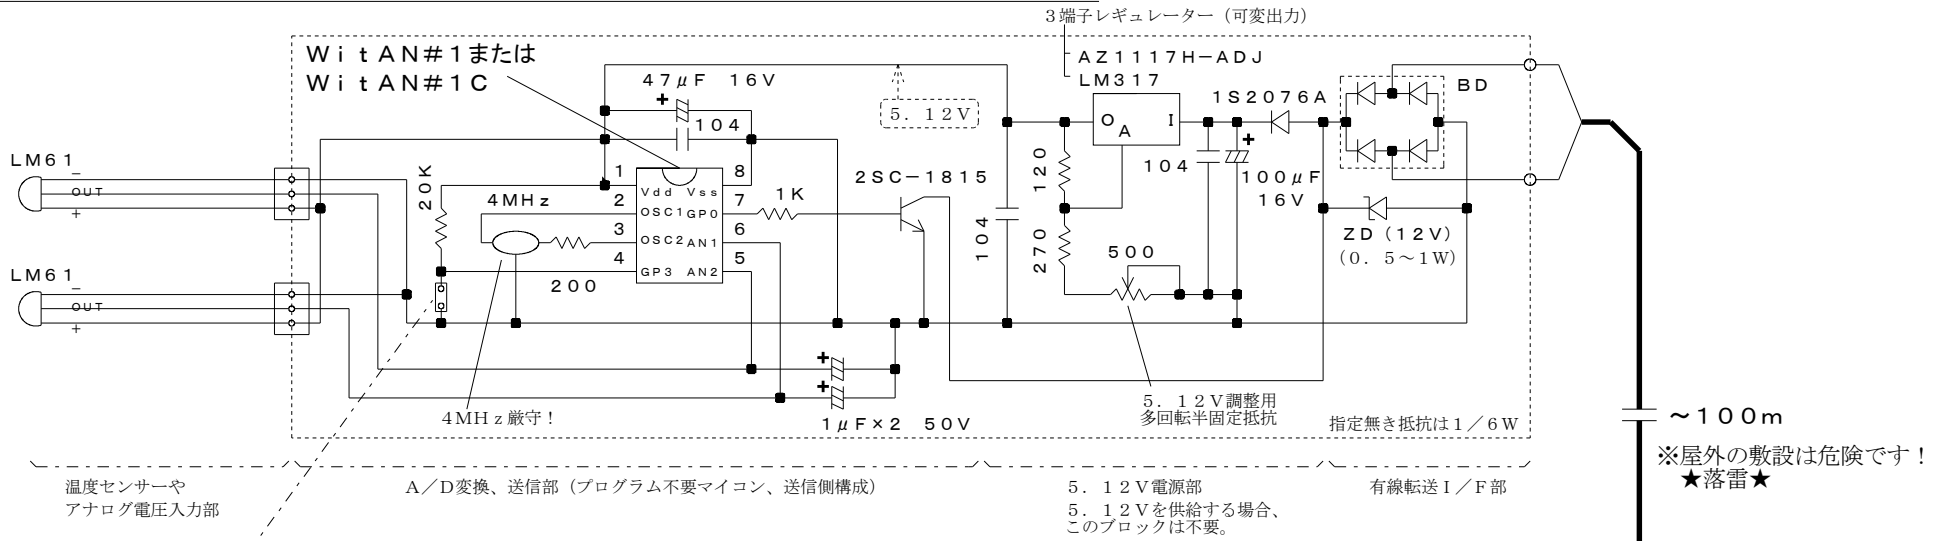 3端子レギュレーター（可変出力）
AZ1117H-ADJ
LM317
WitAN#1または
WitAN#1C
47μF 16V
+
104
5．12V
1S2076A
BD
O
A
I
104
+
100μF
16V
120
270
104
500
ZD(12V)
（0．5～1W）
LM61
-
OUT
+
LM61
-
OUT
+
20K
4MHz
200
1
2
3
4
8
7
6
5
Vdd Vss
OSC1 GP0
OSC2 AN1
GP3 AN2
1K
2SC-1815
+
+
1μF×2 50V
4MHz厳守！
5．12V調整用
多回転半固定抵抗
指定無き抵抗は1／6W
～100m
※屋外の敷設は危険です！
★落雷★
温度センサーや
アナログ電圧入力部
A／D変換、送信部（プログラム不要マイコン、送信側構成）
5．12V電源部
5．12Vを供給する場合、
このブロックは不要。
有線転送I／F部